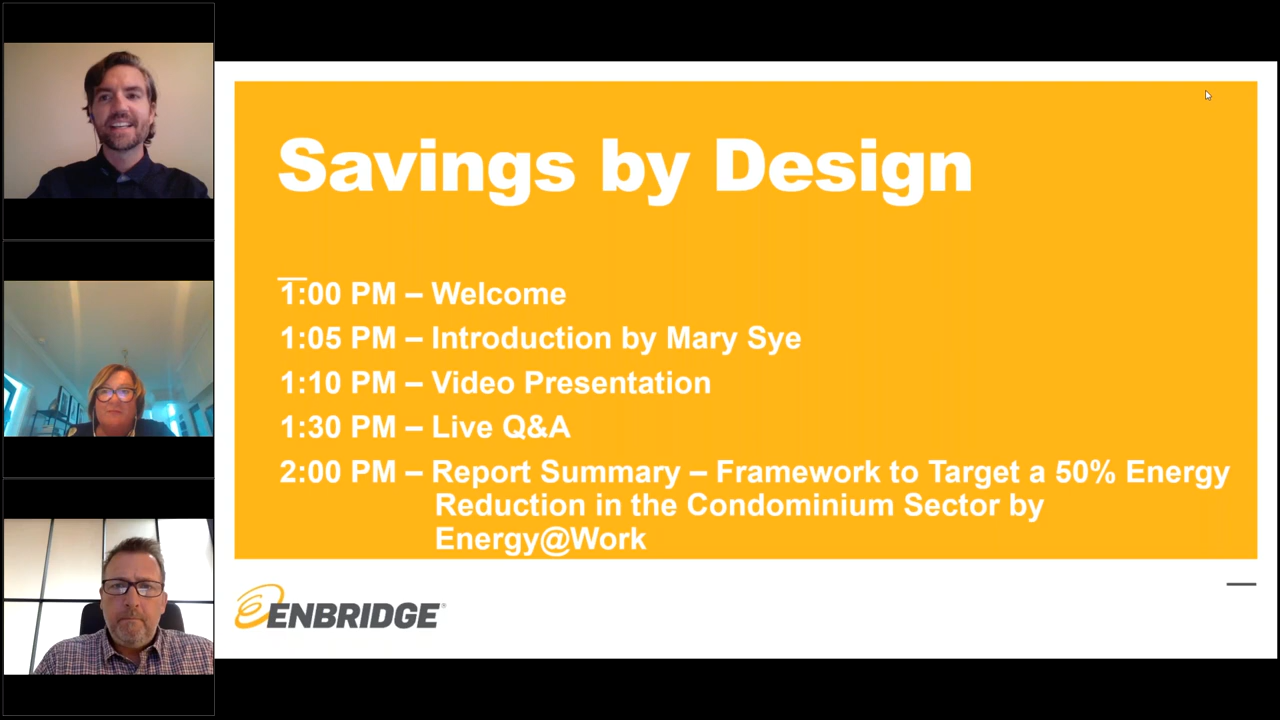 Savings by Design
1:00 PM – Welcome
1:05 PM – Introduction by Mary Sye
1:10 PM – Video Presentation
1:30 PM – Live Q&A
2:00 PM – Report Summary – Framework to Target a 50% Energy
Reduction in the Condominium Sector by
Energy@Work
ENBRIDGE®